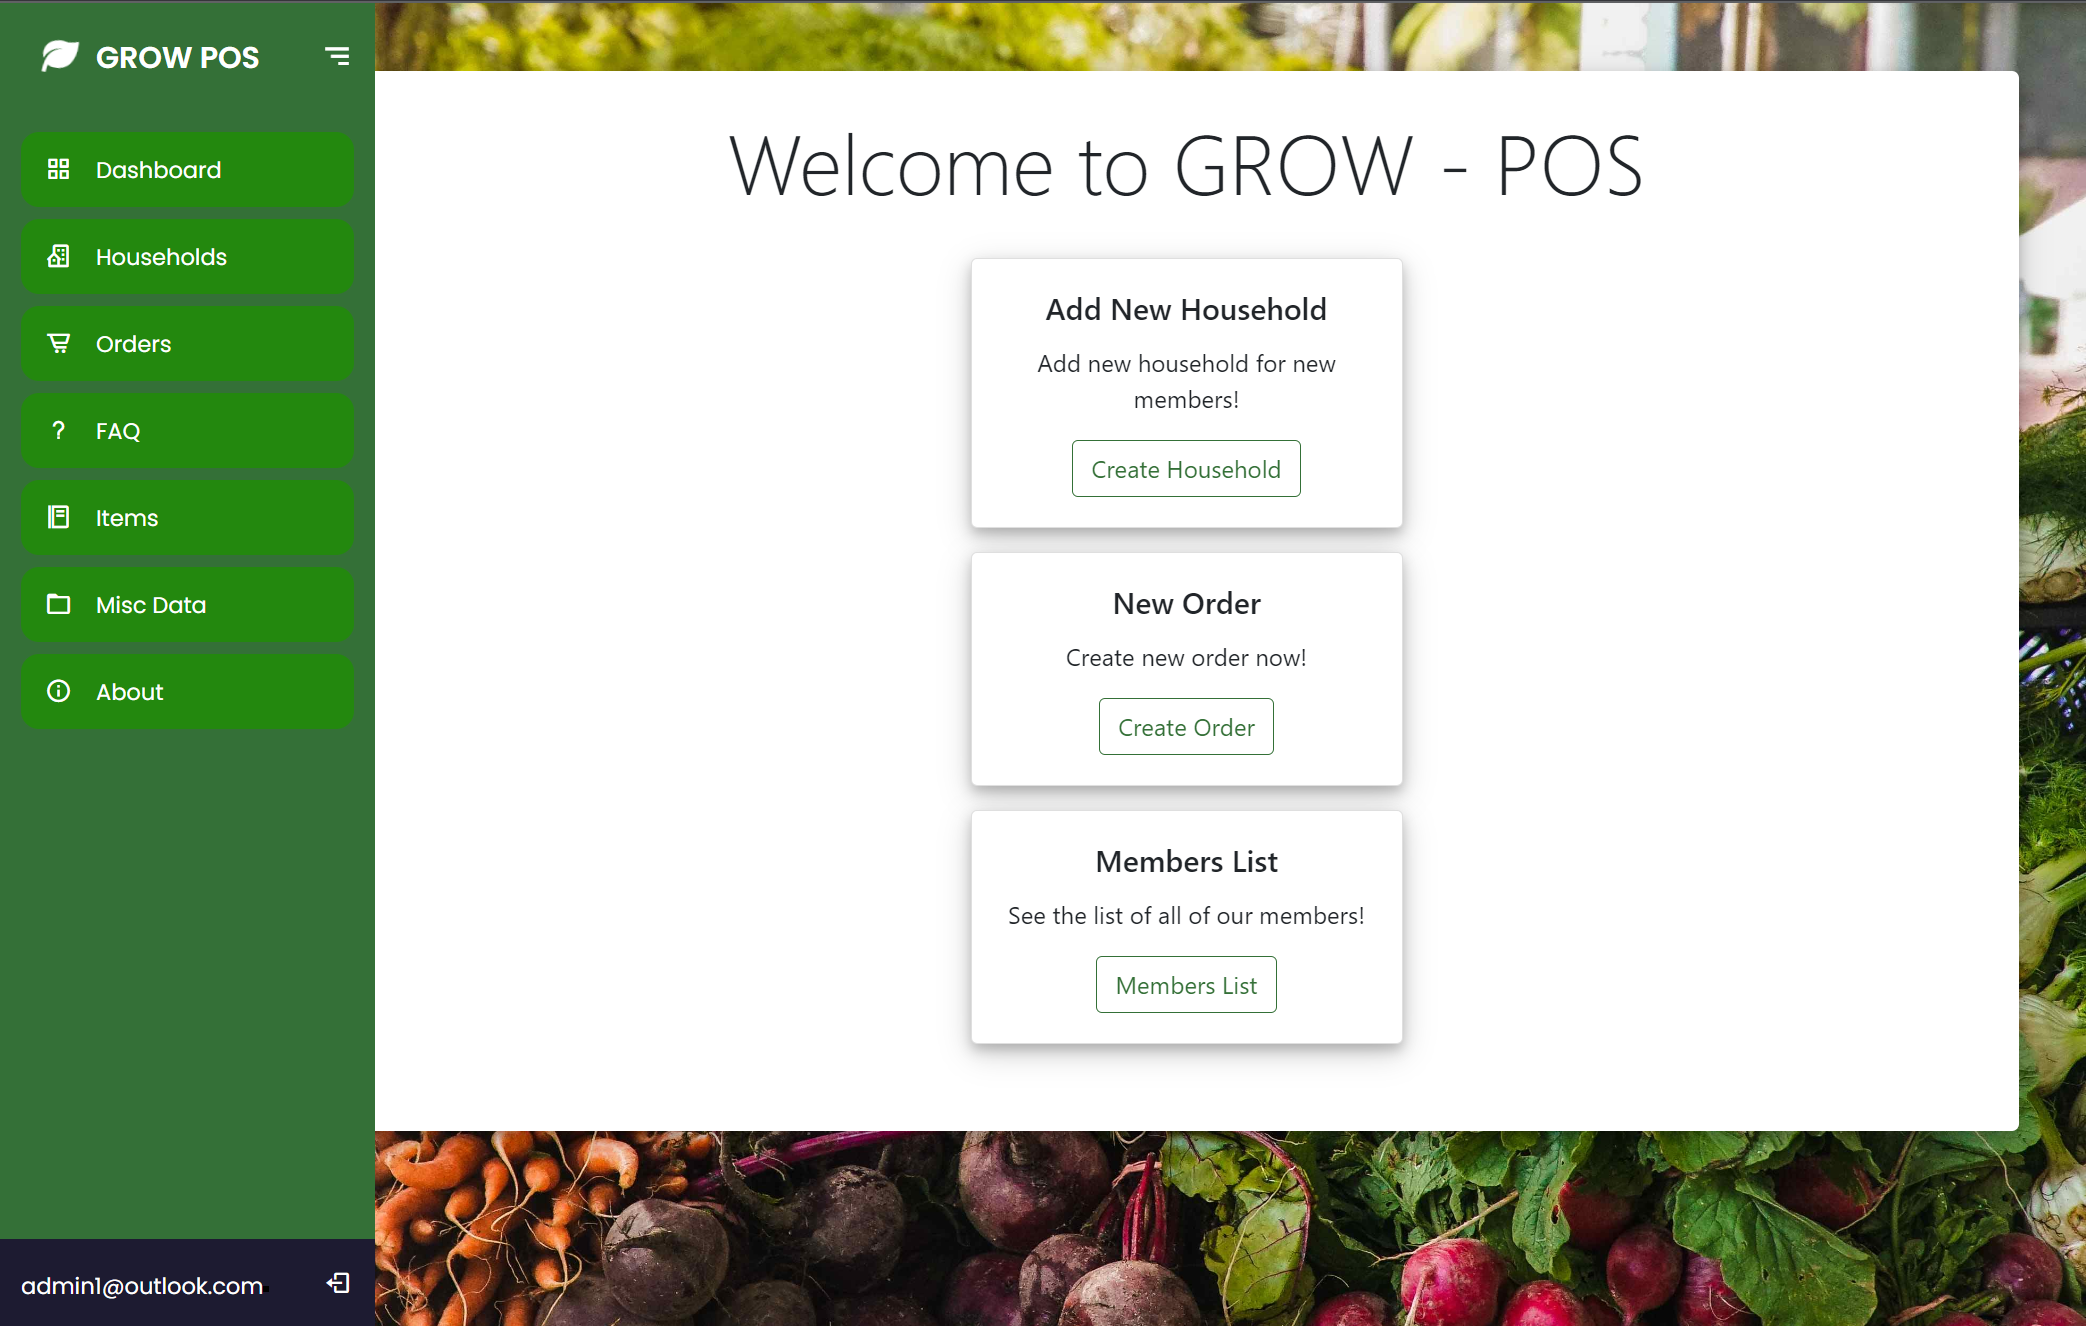 GROW POS
Dashboard
Households
Orders
? FAQ
Items
Misc Data
About
admin1@outlook.com
Welcome to GROW - POS
Add New Household
Add new household for new
members!
Create Household
New Order
Create new order now!
Create Order
Members List
See the list of all of our members!
Members List